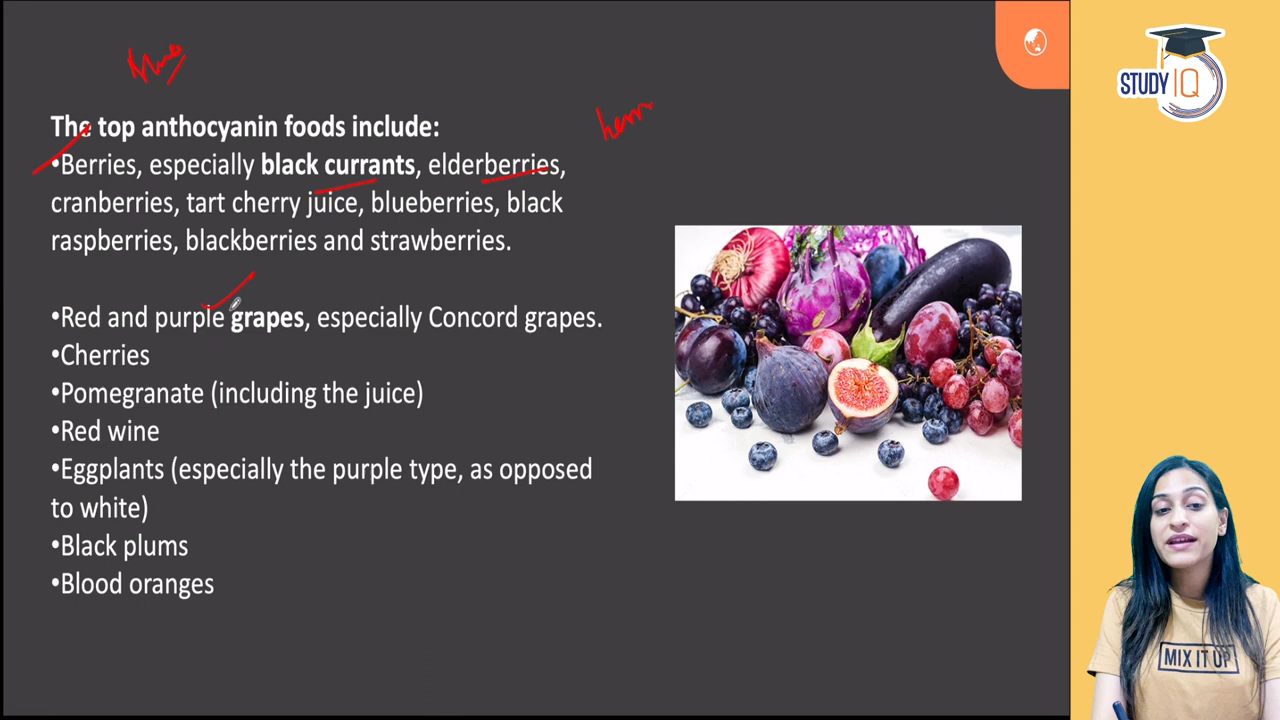 The top anthocyanin foods include:
•Berries, especially black currants, elderberries,
cranberries, tart cherry juice, blueberries, black
raspberries, blackberries and strawberries.
•Red and purple grapes, especially Concord grapes.
•Cherries
•Pomegranate (including the juice)
•Red wine
•Eggplants (especially the purple type, as opposed
to white)
•Black plums
•Blood oranges
STUDY IQ
MIX IT UP